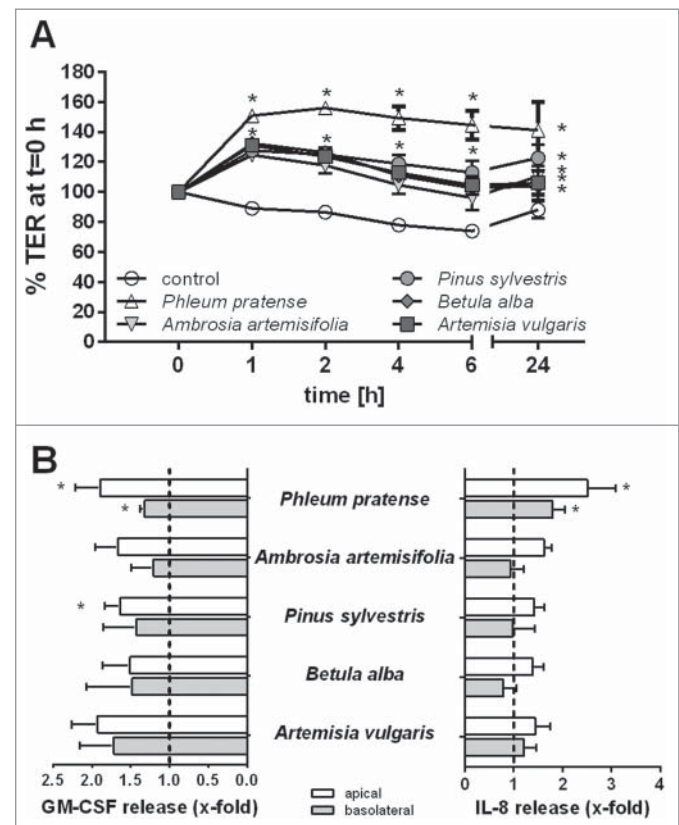 A
% TER at t=0 h
180
160
140
120
100
80
60
40
20
0
* * * *
* * * *
*
*
*
*
*
control
Phleum pratense
Ambrosia artemisifolia
Pinus sylvestris
Betula alba
Artemisia vulgaris
0 1 2 4 6 24
time [h]
B
* * Phleum pratense * *
Ambrosia artemisifolia
* Pinus sylvestris
Betula alba
Artemisia vulgaris
2.5 2.0 1.5 1.0 0.5 0.0
GM-CSF release (x-fold)
apical
basolateral
0 1 2 3 4
IL-8 release (x-fold)